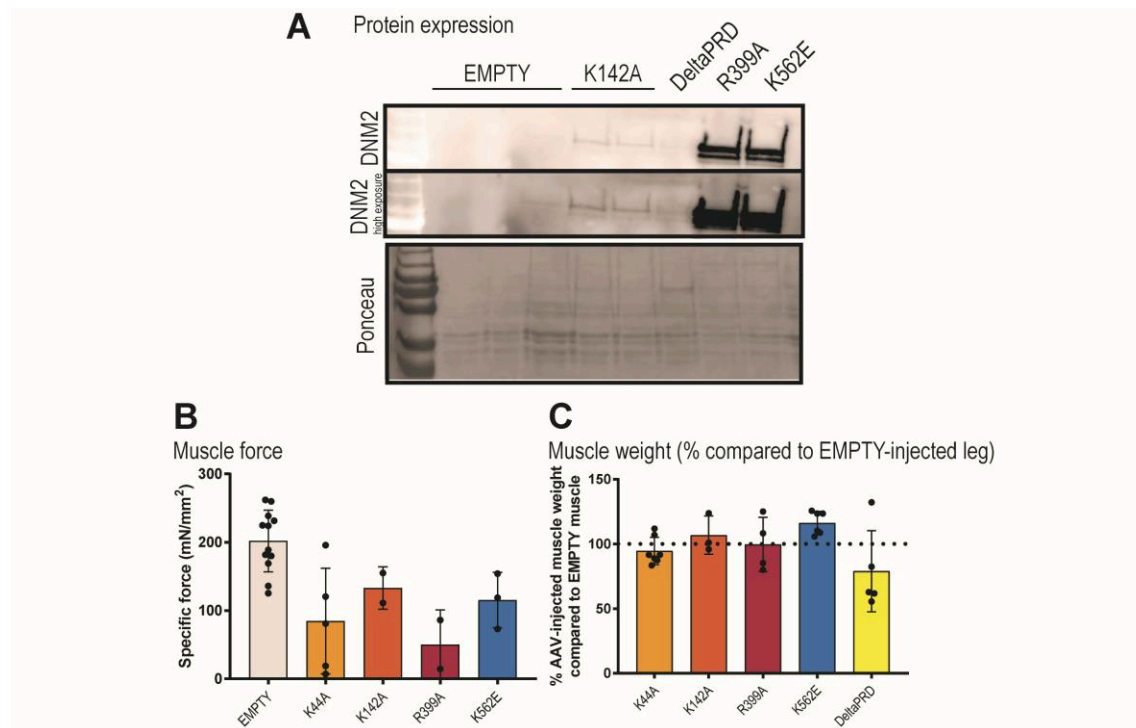 A
Protein expression
EMPTY
K142A
DeltaPRD
R399A
K562E
DNM2
DNM2
high exposure
Ponceau
B
Muscle force
Specific force (mN/mm²)
300
200
100
0
EMPTY
K44A
K142A
R399A
K562E
C
Muscle weight (% compared to EMPTY-injected leg)
% AAV-injected muscle weight
compared to EMPTY muscle
150
100
50
0
K44A
K142A
R399A
K562E
DeltaPRD